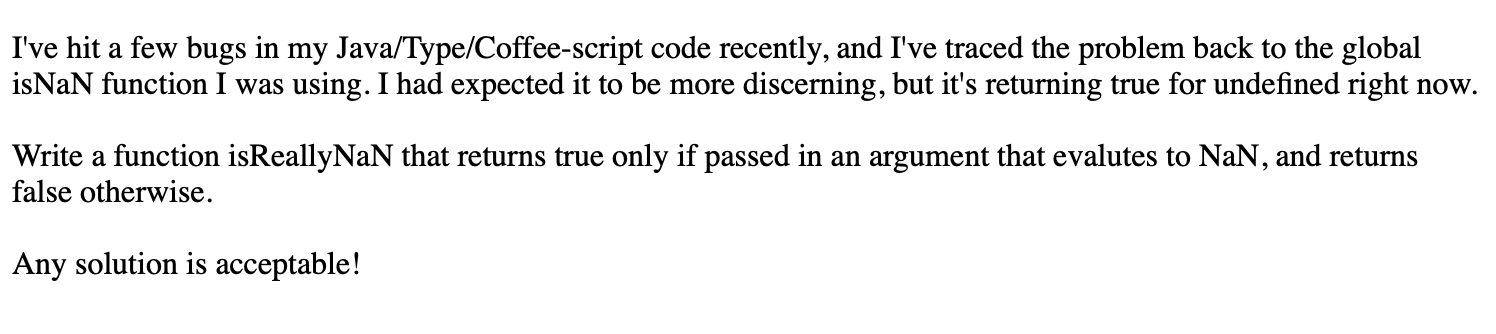 I've hit a few bugs in my Java/Type/Coffee-script code recently, and I've traced the problem back to the global
isNaN function I was using. I had expected it to be more discerning, but it's returning true for undefined right now.
Write a function isReallyNaN that returns true only if passed in an argument that evalutes to NaN, and returns
false otherwise.
Any solution is acceptable!